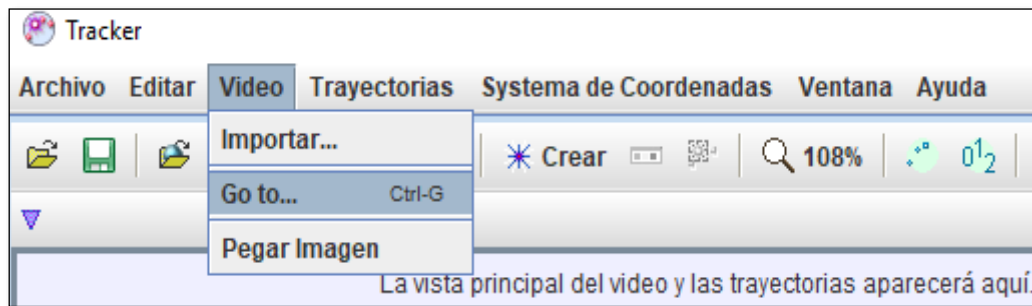 Tracker
Archivo Editar Video Trayectorias Systema de Coordenadas Ventana Ayuda
Importar...
Crear 108% 0¹2
Go to... Ctrl-G
Pegar Imagen
La vista principal del video y las trayectorias aparecerá aquí.